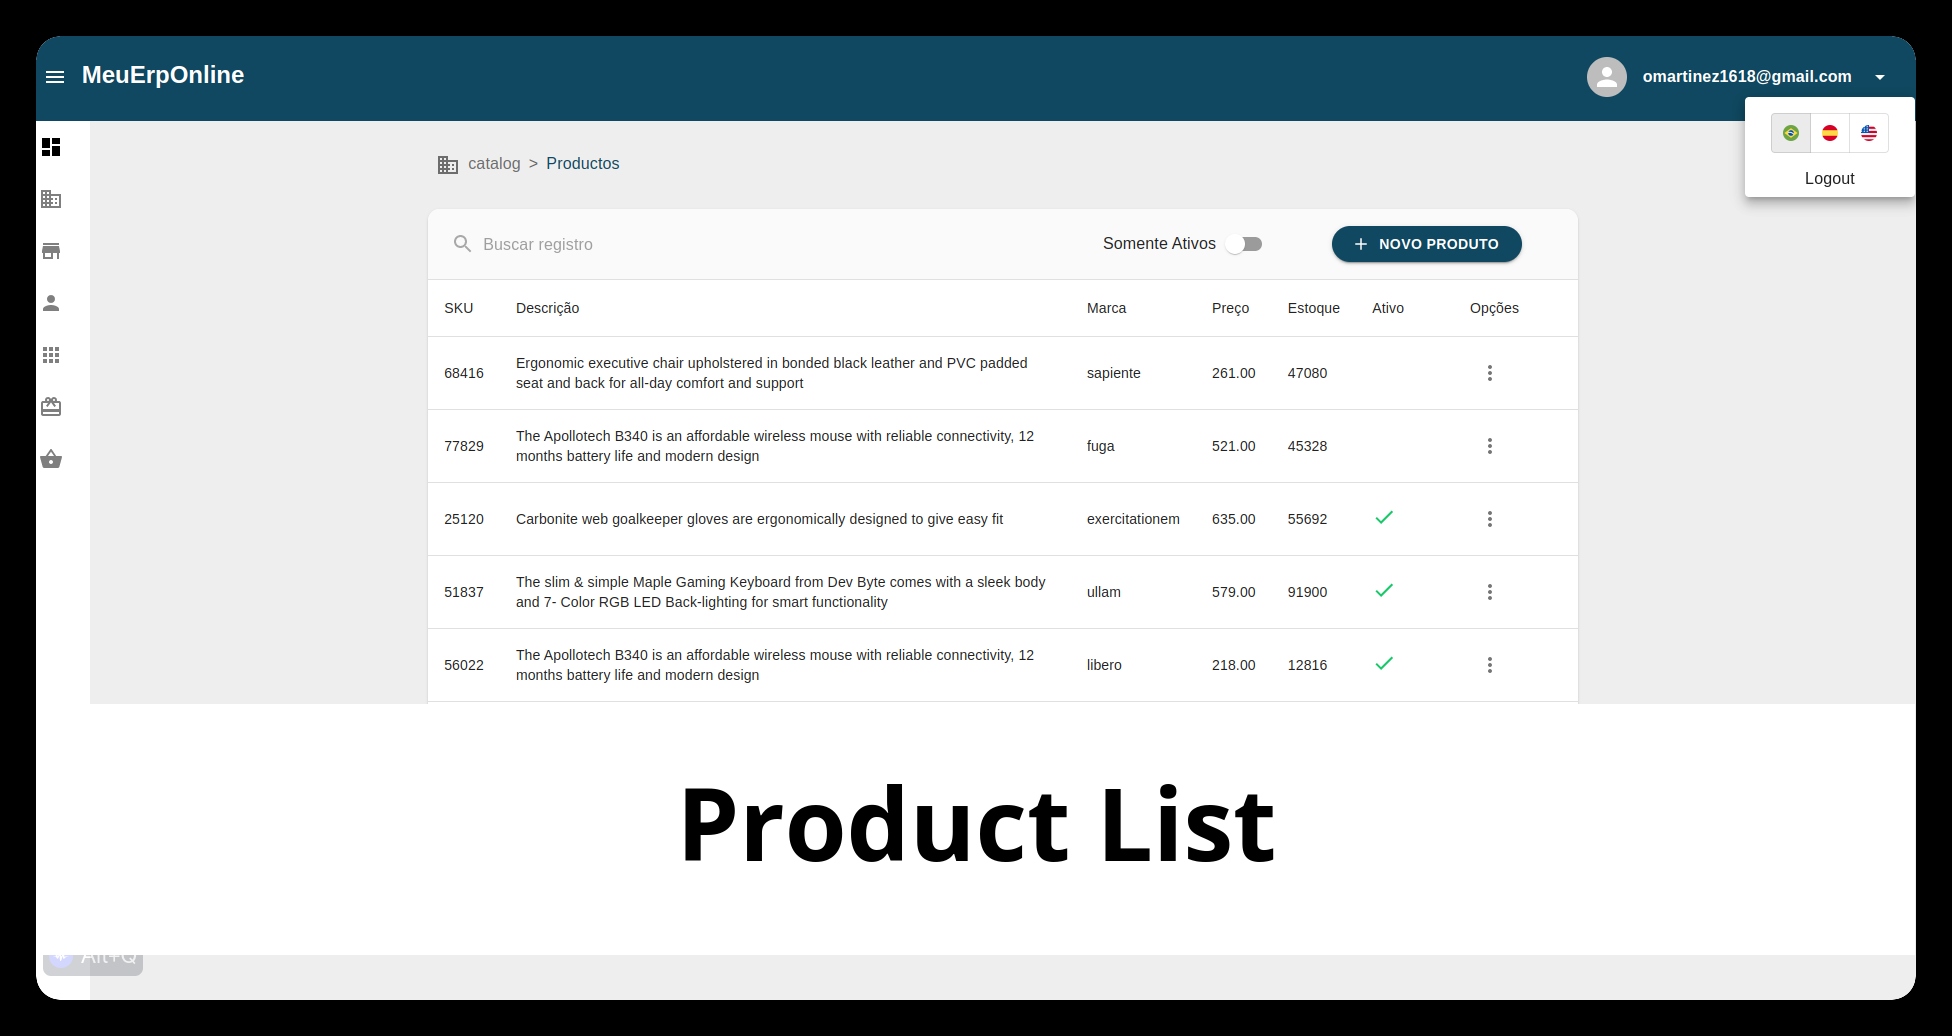 MeuErpOnline
omartinez1618@gmail.com
Logout
catalog > Productos
Buscar registro
Somente Ativos
+ NOVO PRODUTO
SKU Descrição Marca Preço Estoque Ativo Opções
68416 Ergonomic executive chair upholstered in bonded black leather and PVC padded sapiente 261.00 47080
seat and back for all-day comfort and support
77829 The Apollotech B340 is an affordable wireless mouse with reliable connectivity, 12 fuga 521.00 45328
months battery life and modern design
25120 Carbonite web goalkeeper gloves are ergonomically designed to give easy fit exercitationem 635.00 55692
51837 The slim & simple Maple Gaming Keyboard from Dev Byte comes with a sleek body ullam 579.00 91900
and 7- Color RGB LED Back-lighting for smart functionality
56022 The Apollotech B340 is an affordable wireless mouse with reliable connectivity, 12 libero 218.00 12816
months battery life and modern design
Product List
Alt+Q